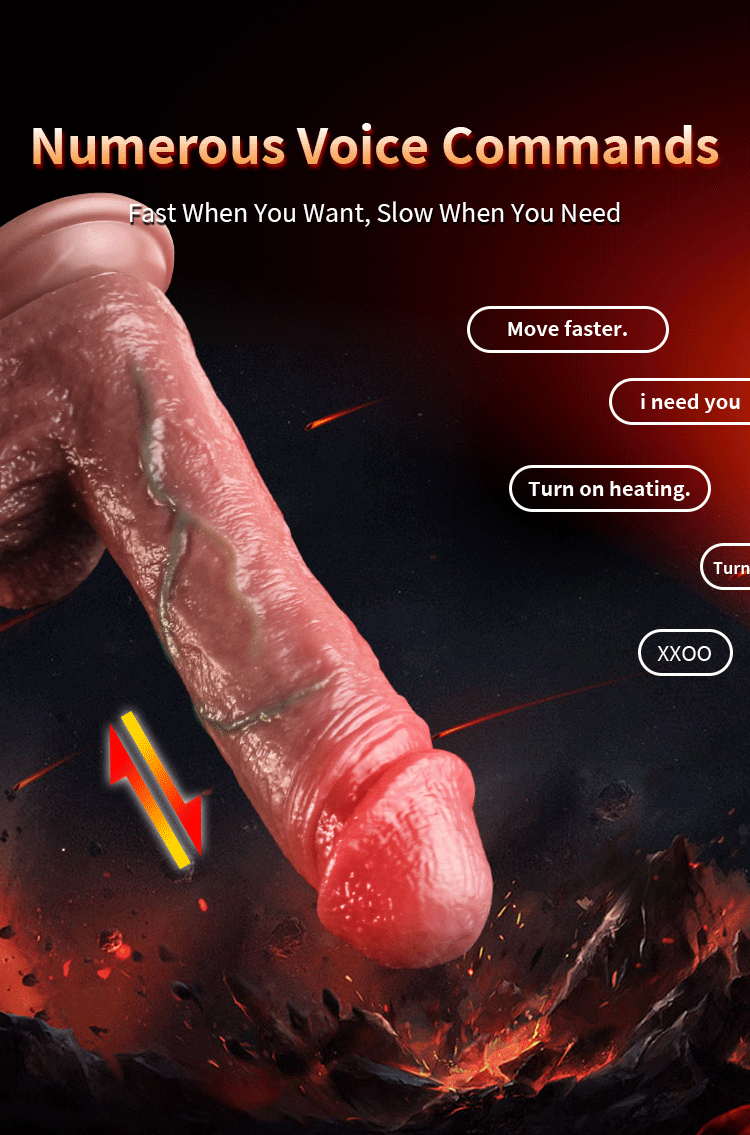 Numerous Voice Commands
Fast When You Want, Slow When You Need
Move faster.
i need you
Turn on heating.
Turn
XXOO